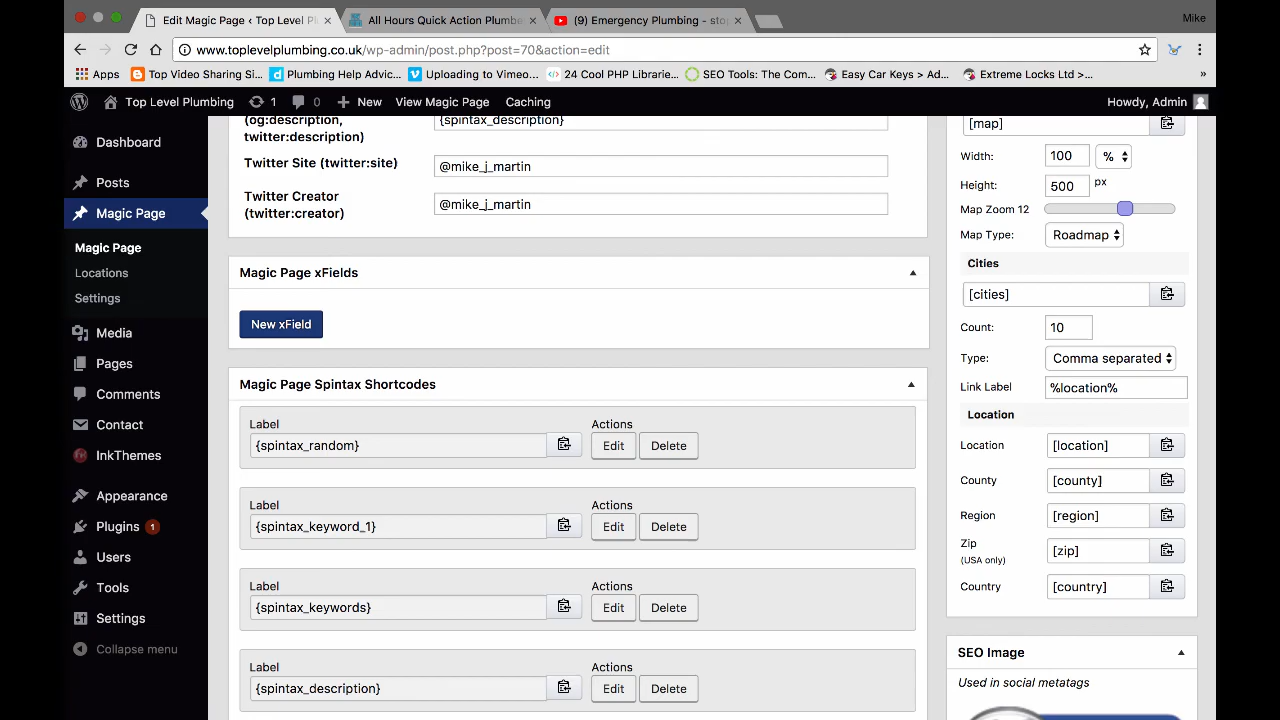 Edit Magic Page ‹ Top Level Pl
All Hours Quick Action Plumbe
(9) Emergency Plumbing - sto
Mike
www.toplevelplumbing.co.uk/wp-admin/post.php?post=70&action=edit
Apps
Top Video Sharing Si...
Plumbing Help Advic...
Uploading to Vimeo...
24 Cool PHP Librarie...
SEO Tools: The Com...
Easy Car Keys > Ad...
Extreme Locks Ltd >...
»
Top Level Plumbing
1
0
New
View Magic Page
Caching
Howdy, Admin
Dashboard
Posts
Magic Page
Magic Page
Locations
Settings
Media
Pages
Comments
Contact
InkThemes
Appearance
Plugins 1
Users
Tools
Settings
Collapse menu
(og:description,
twitter:description)
{spintax_description}
Twitter Site (twitter:site)
@mike_j_martin
Twitter Creator
(twitter:creator)
@mike_j_martin
Magic Page xFields
New xField
Magic Page Spintax Shortcodes
Label
Actions
{spintax_random}
Edit
Delete
Label
Actions
{spintax_keyword_1}
Edit
Delete
Label
Actions
{spintax_keywords}
Edit
Delete
Label
Actions
{spintax_description}
Edit
Delete
[map]
Width:
100
%
Height:
500
px
Map Zoom 12
Map Type:
Roadmap
Cities
[cities]
Count:
10
Type:
Comma separated
Link Label
%location%
Location
Location
[location]
County
[county]
Region
[region]
Zip
(USA only)
[zip]
Country
[country]
SEO Image
Used in social metatags